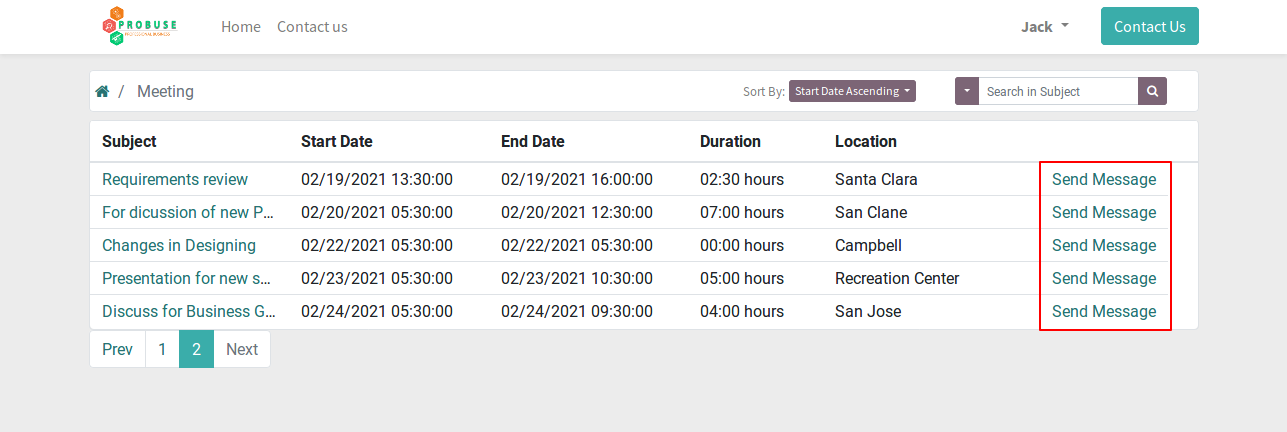 PROBUSE
PROFESSIONAL BUSINESS
Home Contact us Jack Contact Us
/ Meeting Sort By: Start Date Ascending Search in Subject
Subject Start Date End Date Duration Location
Requirements review 02/19/2021 13:30:00 02/19/2021 16:00:00 02:30 hours Santa Clara Send Message
For dicussion of new P... 02/20/2021 05:30:00 02/20/2021 12:30:00 07:00 hours San Clane Send Message
Changes in Designing 02/22/2021 05:30:00 02/22/2021 05:30:00 00:00 hours Campbell Send Message
Presentation for new s... 02/23/2021 05:30:00 02/23/2021 10:30:00 05:00 hours Recreation Center Send Message
Discuss for Business G... 02/24/2021 05:30:00 02/24/2021 09:30:00 04:00 hours San Jose Send Message
Prev 1 2 Next